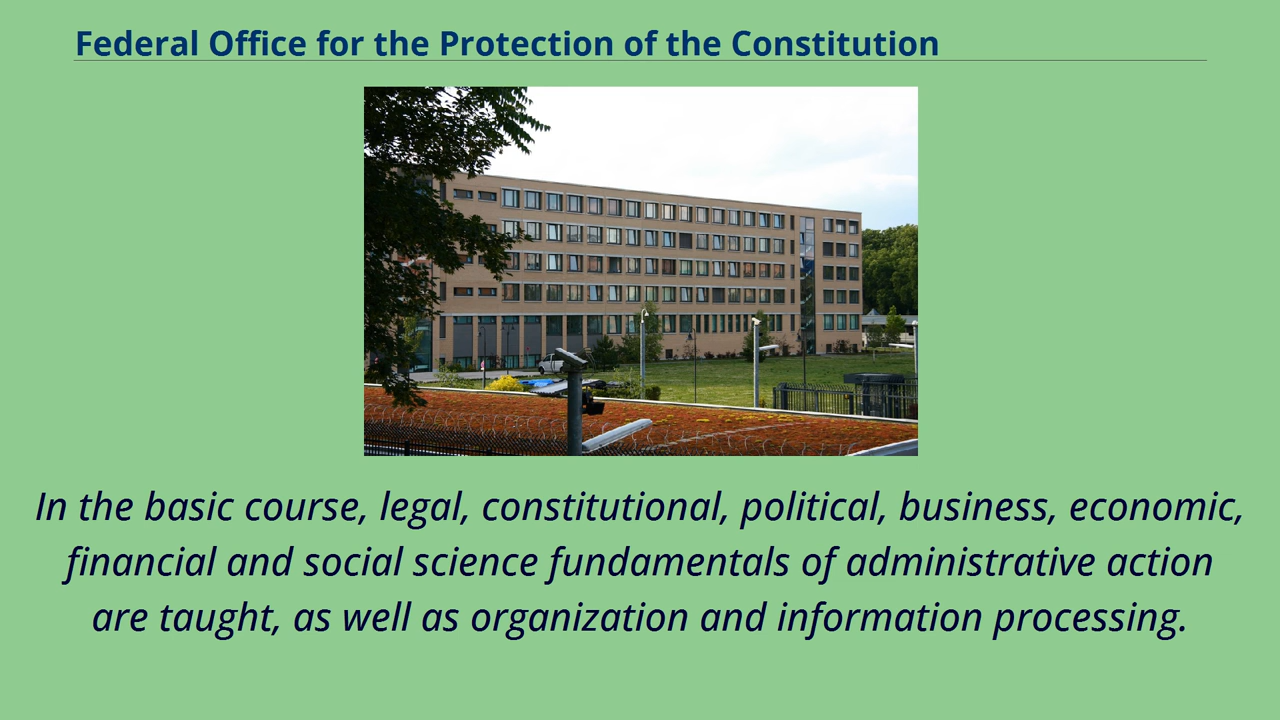 Federal Office for the Protection of the Constitution
In the basic course, legal, constitutional, political, business, economic,
financial and social science fundamentals of administrative action
are taught, as well as organization and information processing.